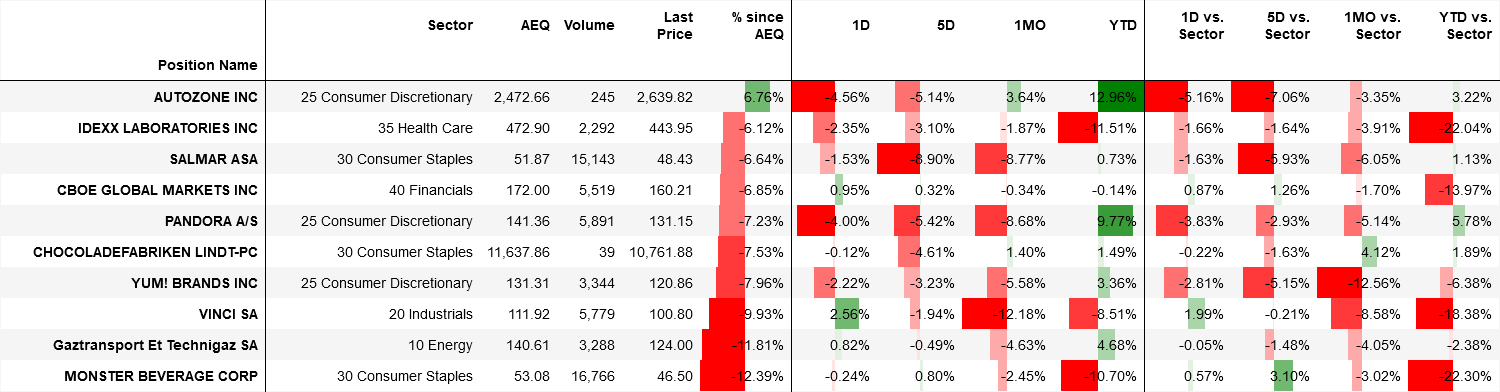 Position Name Sector AEQ Volume Last Price % since AEQ 1D 5D 1MO YTD 1D vs. Sector 5D vs. Sector 1MO vs. Sector YTD vs. Sector
AUTOZONE INC 25 Consumer Discretionary 2,472.66 245 2,639.82 6.76% -4.56% -5.14% 3.64% 12.96% -5.16% -7.06% -3.35% 3.22%
IDEXX LABORATORIES INC 35 Health Care 472.90 2,292 443.95 -6.12% -2.35% -3.10% -1.87% -11.51% -1.66% -1.64% -3.91% -22.04%
SALMAR ASA 30 Consumer Staples 51.87 15,143 48.43 -6.64% -1.53% -8.90% -8.77% 0.73% -1.63% -5.93% -6.05% 1.13%
CBOE GLOBAL MARKETS INC 40 Financials 172.00 5,519 160.21 -6.85% 0.95% 0.32% -0.34% -0.14% 0.87% 1.26% -1.70% -13.97%
PANDORA A/S 25 Consumer Discretionary 141.36 5,891 131.15 -7.23% -4.00% -5.42% -8.68% 9.77% -3.83% -2.93% -5.14% 5.78%
CHOCOLADEFABRIKEN LINDT-PC 30 Consumer Staples 11,637.86 39 10,761.88 -7.53% -0.12% -4.61% 1.40% 1.49% -0.22% -1.63% 4.12% 1.89%
YUM! BRANDS INC 25 Consumer Discretionary 131.31 3,344 120.86 -7.96% -2.22% -3.23% -5.58% 3.36% -2.81% -5.15% -12.56% -6.38%
VINCI SA 20 Industrials 111.92 5,779 100.80 -9.93% 2.56% -1.94% -12.18% -8.51% 1.99% -0.21% -8.58% -18.38%
Gaztransport Et Technigaz SA 10 Energy 140.61 3,288 124.00 -11.81% 0.82% -0.49% -4.63% 4.68% -0.05% -1.48% -4.05% -2.38%
MONSTER BEVERAGE CORP 30 Consumer Staples 53.08 16,766 46.50 -12.39% -0.24% 0.80% -2.45% -10.70% 0.57% 3.10% -3.02% -22.30%